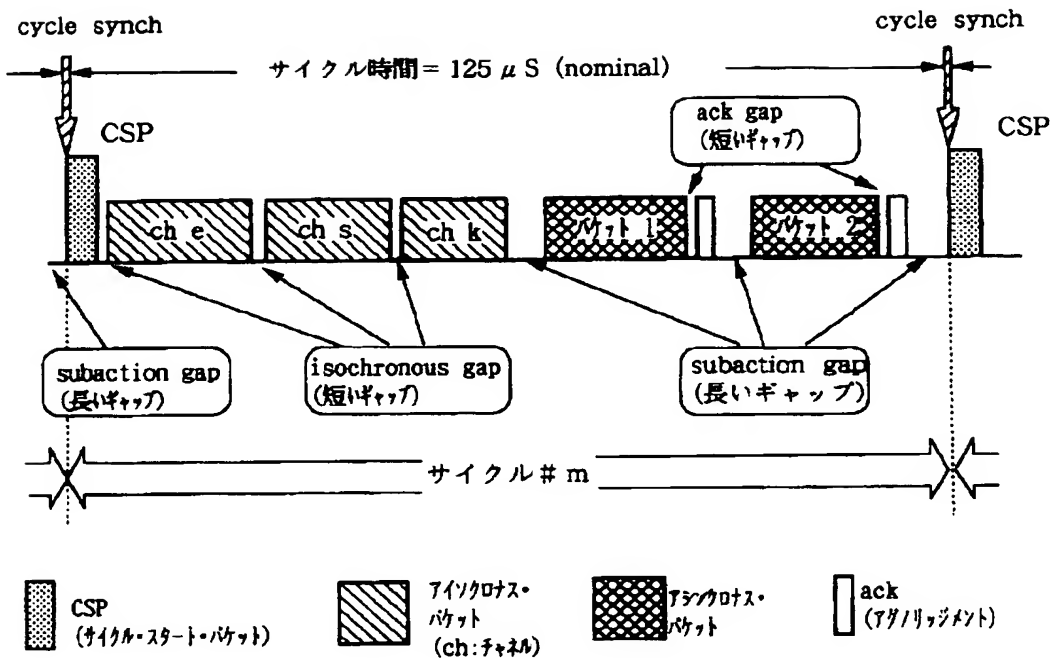 cycle synch
cycle synch
サイクル時間＝125μS (nominal)
CSP
CSP
ack gap
(短いギャップ)
ch e
ch s
ch k
パケット 1
パケット 2
subaction gap
(長いギャップ)
isochronous gap
(短いギャップ)
subaction gap
(長いギャップ)
サイクル＃m
CSP
(サイクル・スタート・パケット)
アイソクロナス・
パケット
(ch:チャネル)
アシンクロナス・
パケット
ack
(アクノリッジメント)